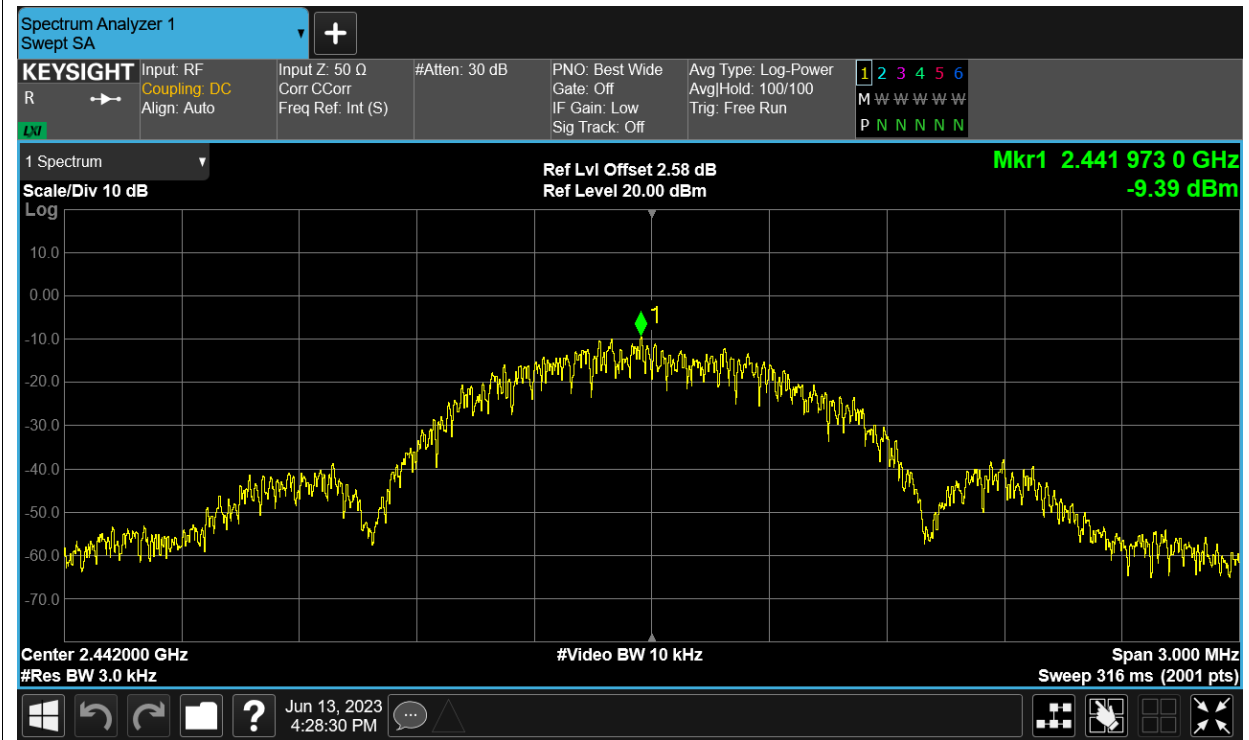 Spectrum Analyzer 1
Swept SA
+
KEYSIGHT
R
LXI
Input: RF
Coupling: DC
Align: Auto
Input Z: 50 Ω
Corr CCorr
Freq Ref: Int (S)
#Atten: 30 dB
PNO: Best Wide
Gate: Off
IF Gain: Low
Sig Track: Off
Avg Type: Log-Power
Avg|Hold: 100/100
Trig: Free Run
1 2 3 4 5 6
M W W W W W
P N N N N N
1 Spectrum
Scale/Div 10 dB
Log
Ref Lvl Offset 2.58 dB
Ref Level 20.00 dBm
Mkr1 2.441 973 0 GHz
-9.39 dBm
10.0
0.00
-10.0
-20.0
-30.0
-40.0
-50.0
-60.0
-70.0
1
Center 2.442000 GHz
#Res BW 3.0 kHz
#Video BW 10 kHz
Span 3.000 MHz
Sweep 316 ms (2001 pts)
?
Jun 13, 2023
4:28:30 PM